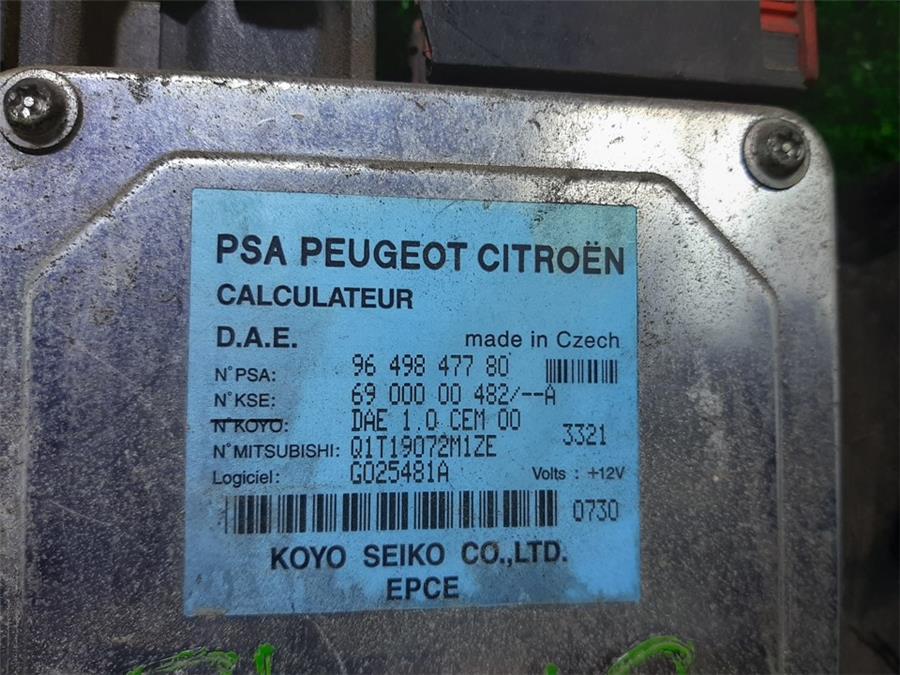 PSA PEUGEOT CITROËN
CALCULATEUR
D.A.E. made in Czech
N°PSA: 96 498 477 80
N°KSE: 69 000 00 482/--A
N°KOYO: DAE 1.0 CEM 00
3321
N°MITSUBISHI: Q1T19072M1ZE
Logiciel: G025481A Volts : +12V
0730
KOYO SEIKO CO.,LTD.
EPCE